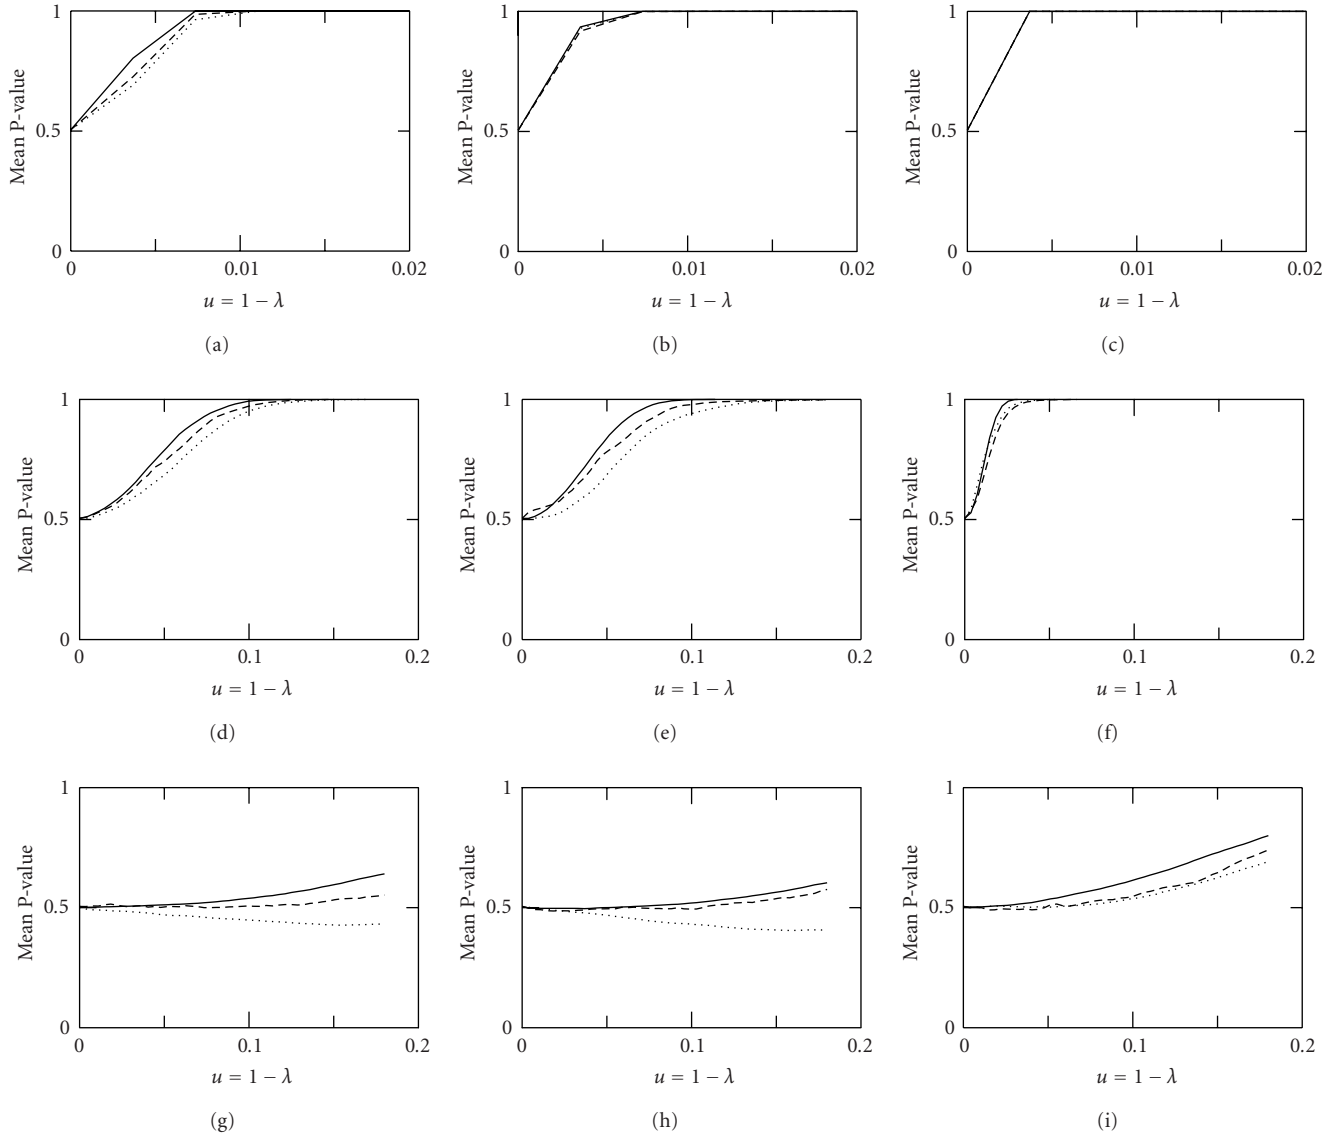 1
1
1
Mean P-value
0.5
Mean P-value
0.5
Mean P-value
0.5
0
0
0
0
0.01
0.02
0
0.01
0.02
0
0.01
0.02
u = 1 − λ
u = 1 − λ
u = 1 − λ
(a)
(b)
(c)
1
1
1
Mean P-value
0.5
Mean P-value
0.5
Mean P-value
0.5
0
0
0
0
0.1
0.2
0
0.1
0.2
0
0.1
0.2
u = 1 − λ
u = 1 − λ
u = 1 − λ
(d)
(e)
(f)
1
1
1
Mean P-value
0.5
Mean P-value
0.5
Mean P-value
0.5
0
0
0
0
0.1
0.2
0
0.1
0.2
0
0.1
0.2
u = 1 − λ
u = 1 − λ
u = 1 − λ
(g)
(h)
(i)